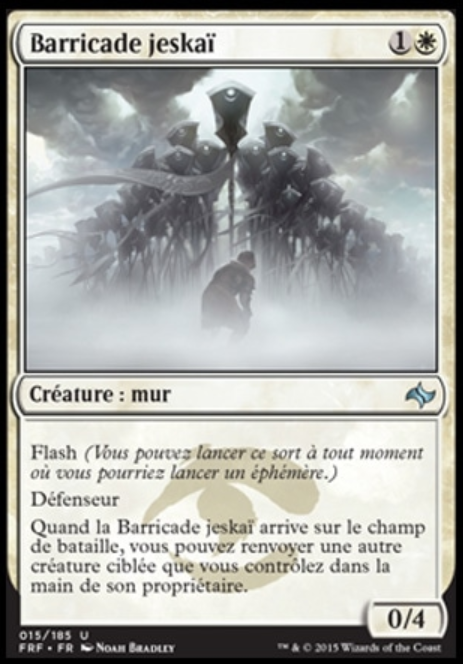 Barricade jeskaï 1
Créature : mur
Flash (Vous pouvez lancer ce sort à tout moment
où vous pourriez lancer un éphémère.)
Défenseur
Quand la Barricade jeskaï arrive sur le champ
de bataille, vous pouvez renvoyer une autre
créature ciblée que vous contrôlez dans la
main de son propriétaire.
0/4
015/185 U
FRF • FR Noah Bradley
™ & © 2015 Wizards of the Coast